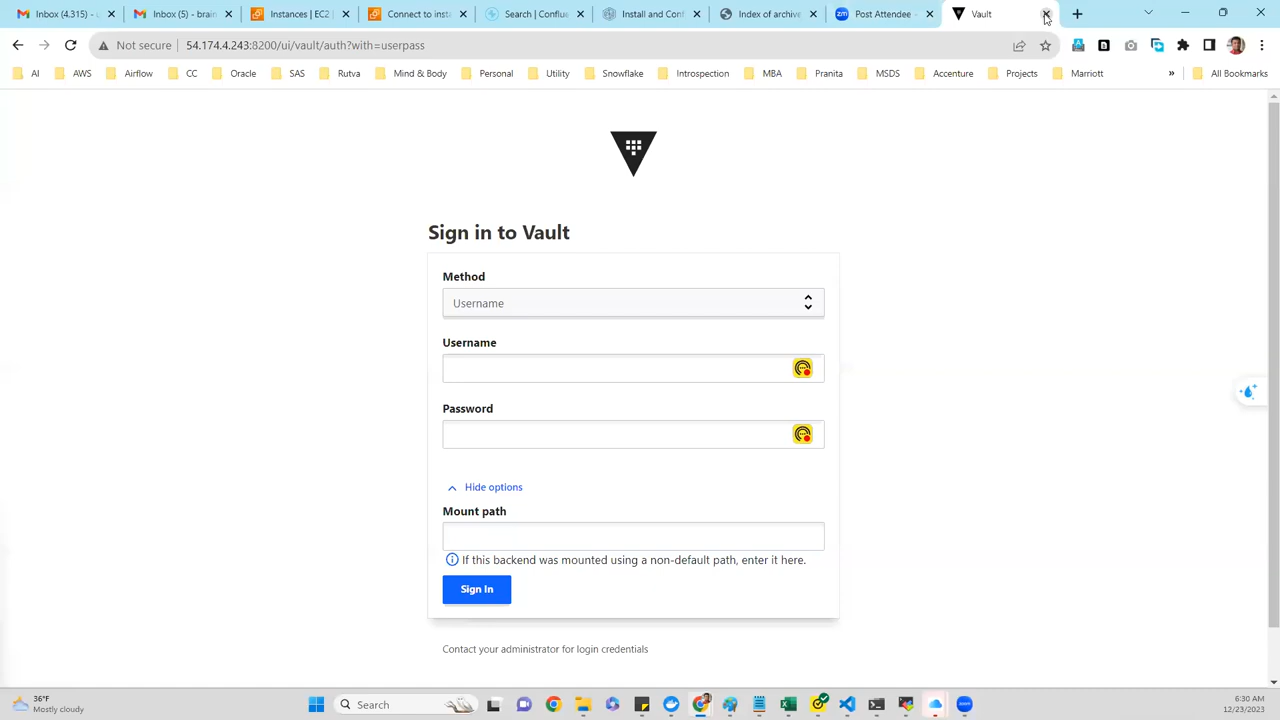 Inbox (4,315) - 
Inbox (5) - brain
Instances | EC2
Connect to insta
Search | Conflue
Install and Conf
Index of archive
zm
Post Attendee -
Vault
Not secure
54.174.4.243:8200/ui/vault/auth?with=userpass
AI
AWS
Airflow
CC
Oracle
SAS
Rutva
Mind & Body
Personal
Utility
Snowflake
Introspection
MBA
Pranita
MSDS
Accenture
Projects
Marriott
»
All Bookmarks
Sign in to Vault
Method
Username
Username
Password
Hide options
Mount path
If this backend was mounted using a non-default path, enter it here.
Sign In
Contact your administrator for login credentials
36°F
Mostly cloudy
Search
6:30 AM
12/23/2023